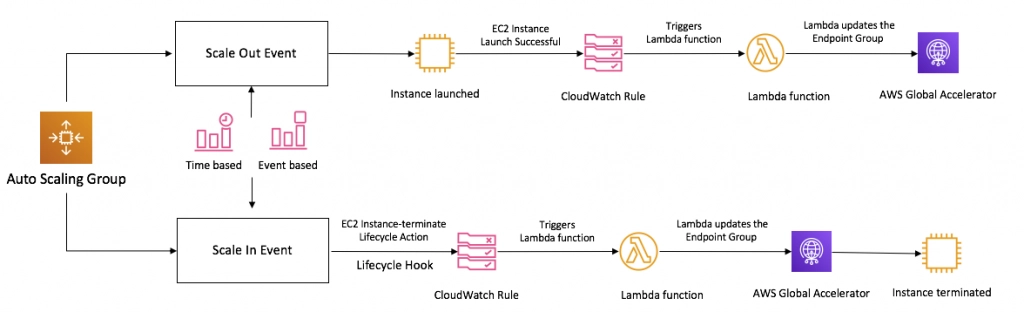 Scale Out Event
EC2 Instance
Launch Successful
Triggers
Lambda function
Lambda updates the
Endpoint Group
Instance launched
CloudWatch Rule
Lambda function
AWS Global Accelerator
Time based
Event based
Auto Scaling Group
Scale In Event
EC2 Instance-terminate
Lifecycle Action
Lifecycle Hook
Triggers
Lambda function
Lambda updates the
Endpoint Group
CloudWatch Rule
Lambda function
AWS Global Accelerator
Instance terminated